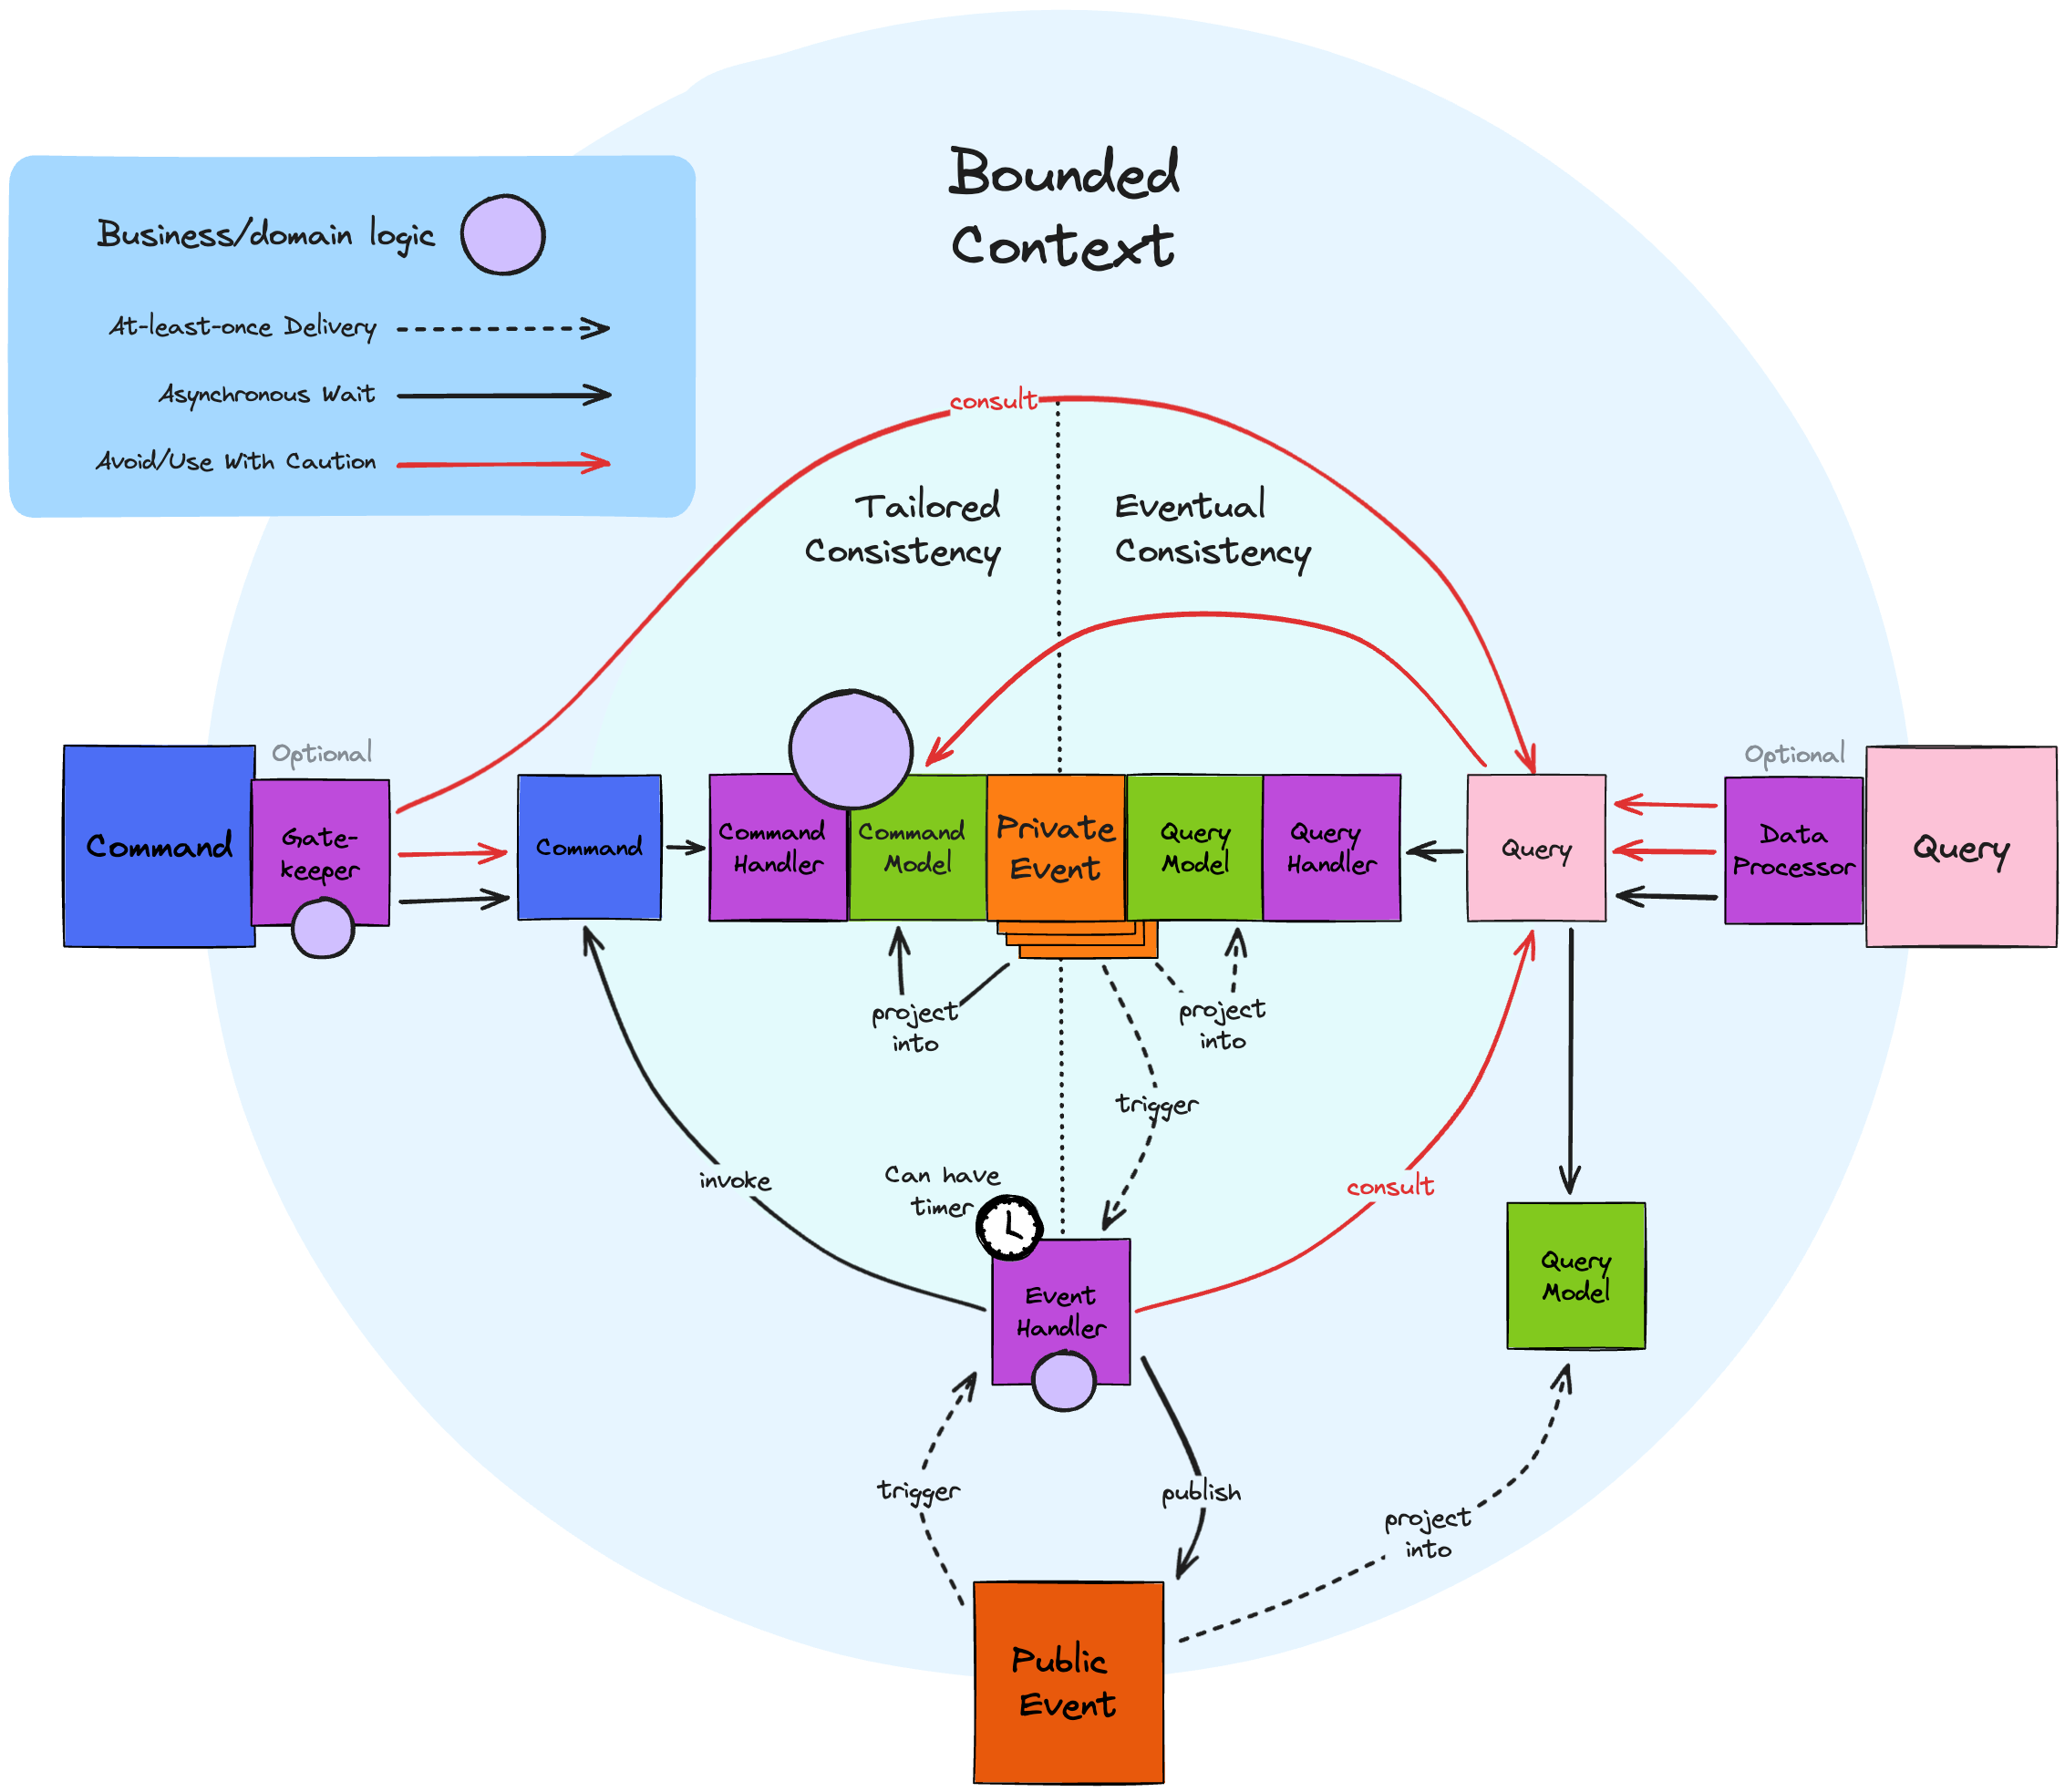 Bounded
Context
Business/domain logic
At-least-once Delivery
Asynchronous Wait
Avoid/Use With Caution
consult
Tailored
Consistency
Eventual
Consistency
Optional
Optional
Command
Gate-
keeper
Command
Command
Handler
Command
Model
Private
Event
Query
Model
Query
Handler
Query
Data
Processor
Query
project
into
project
into
trigger
invoke
Can have
timer
consult
Event
Handler
Query
Model
trigger
publish
project
into
Public
Event